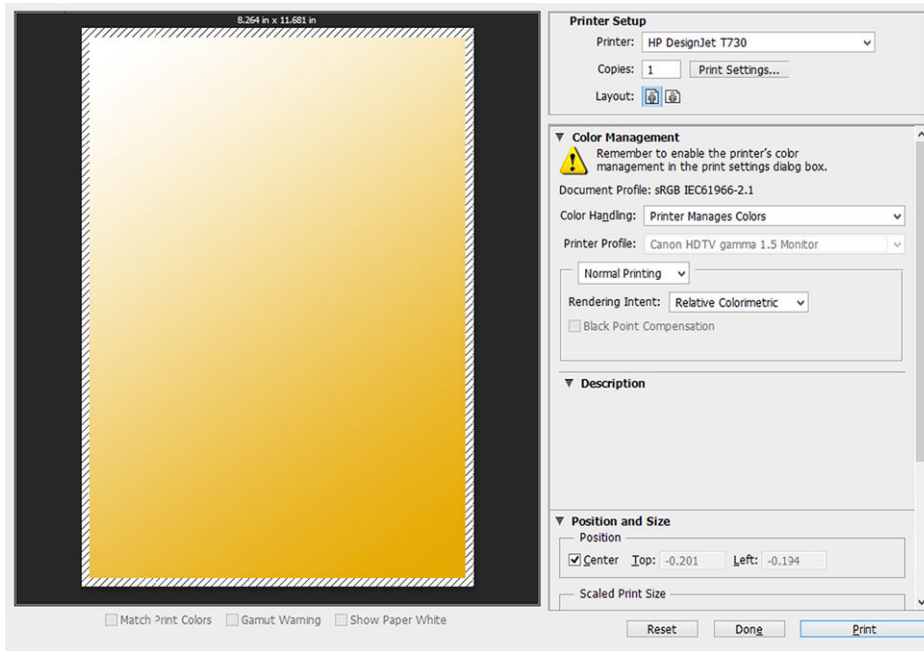 8.264 in x 11.681 in
Printer Setup
Printer: HP DesignJet T730
Copies: 1 Print Settings...
Layout:
Color Management
Remember to enable the printer's color
management in the print settings dialog box.
Document Profile: sRGB IEC61966-2.1
Color Handling: Printer Manages Colors
Printer Profile: Canon HDTV gamma 1.5 Monitor
Normal Printing
Rendering Intent: Relative Colorimetric
Black Point Compensation
Description
Position and Size
Position
Center Top: -0.201 Left: -0.194
Scaled Print Size
Match Print Colors Gamut Warning Show Paper White
Reset Done Print